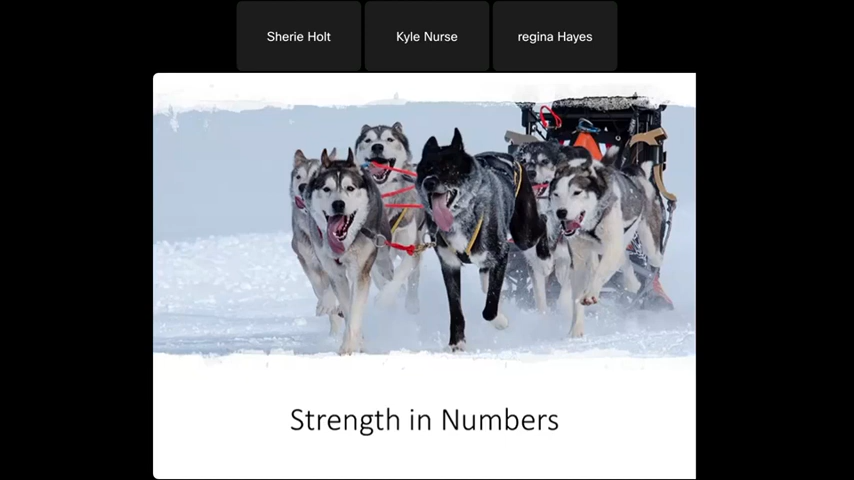 Sherie Holt
Kyle Nurse
regina Hayes
Strength in Numbers